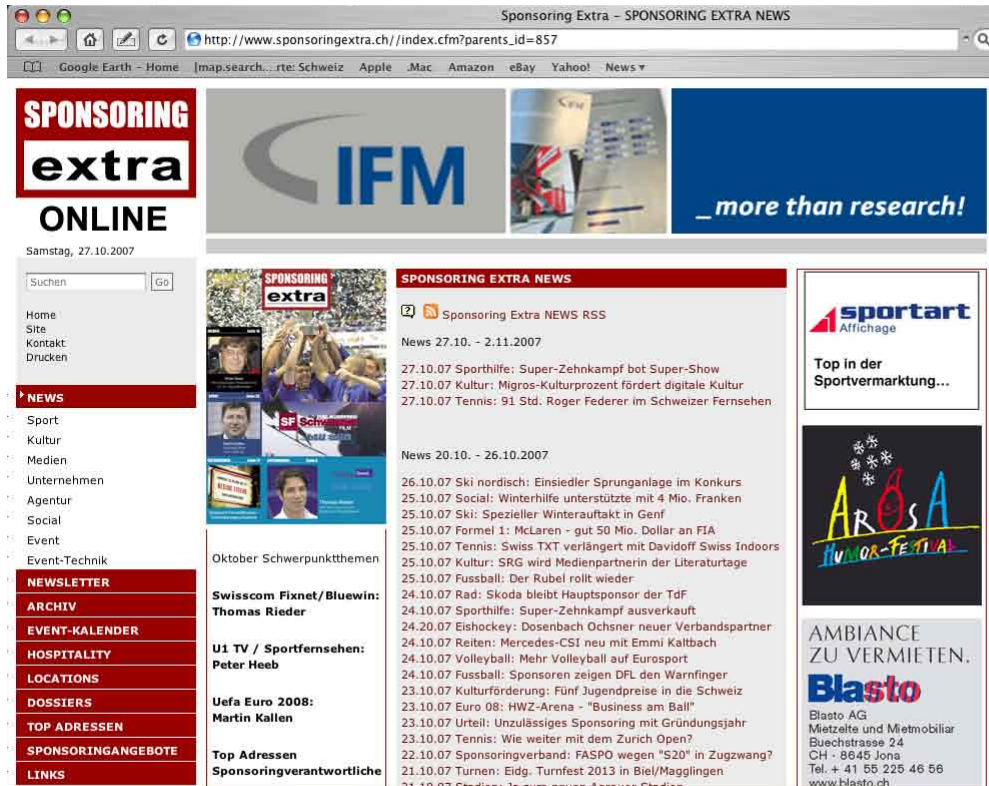 Sponsoring Extra – SPONSORING EXTRA NEWS
http://www.sponsoringextra.ch//index.cfm?parents_id=857
Google Earth – Home
[map.search... rte: Schweiz
Apple
.Mac
Amazon
eBay
Yahoo!
News
SPONSORING
extra
ONLINE
Samstag, 27.10.2007
Suchen
Go
Home
Site
Kontakt
Drucken
NEWS
Sport
Kultur
Medien
Unternehmen
Agentur
Social
Event
Event-Technik
NEWSLETTER
ARCHIV
EVENT-KALENDER
HOSPITALITY
LOCATIONS
DOSSIERS
TOP ADRESSEN
SPONSORINGANGEBOTE
LINKS
IFM
_more than research!
SPONSORING
extra
SF Schweizer
Oktober Schwerpunktthemen
Swisscom Fixnet/Bluewin:
Thomas Rieder
U1 TV / Sportfernsehen:
Peter Heeb
Uefa Euro 2008:
Martin Kallen
Top Adressen
Sponsoringverantwortliche
SPONSORING EXTRA NEWS
Sponsoring Extra NEWS RSS
News 27.10. - 2.11.2007
27.10.07 Sporthilfe: Super-Zehnkampf bot Super-Show
27.10.07 Kultur: Migros-Kulturprozent fördert digitale Kultur
27.10.07 Tennis: 91 Std. Roger Federer im Schweizer Fernsehen
News 20.10. - 26.10.2007
26.10.07 Ski nordisch: Einsiedler Sprunganlage im Konkurs
25.10.07 Social: Winterhilfe unterstützte mit 4 Mio. Franken
25.10.07 Ski: Spezieller Winterauftakt in Genf
25.10.07 Formel 1: McLaren - gut 50 Mio. Dollar an FIA
25.10.07 Tennis: Swiss TXT verlängert mit Davidoff Swiss Indoors
25.10.07 Kultur: SRG wird Medienpartnerin der Literaturtage
25.10.07 Fussball: Der Rubel rollt wieder
24.10.07 Rad: Skoda bleibt Hauptsponsor der TdF
24.10.07 Sporthilfe: Super-Zehnkampf ausverkauft
24.20.07 Eishockey: Dosenbach Ochsner neuer Verbandspartner
24.10.07 Reiten: Mercedes-CSI neu mit Emmi Kaltbach
24.10.07 Volleyball: Mehr Volleyball auf Eurosport
24.10.07 Fussball: Sponsoren zeigen DFL den Warnfinger
23.10.07 Kulturförderung: Fünf Jugendpreise in die Schweiz
23.10.07 Euro 08: HWZ-Arena - "Business am Ball"
23.10.07 Urteil: Unzulässiges Sponsoring mit Gründungsjahr
23.10.07 Tennis: Wie weiter mit dem Zurich Open?
22.10.07 Sponsoringverband: FASPO wegen "S20" in Zugzwang?
21.10.07 Turnen: Eidg. Turnfest 2013 in Biel/Magglingen
sportart
Affichage
Top in der
Sportvermarktung...
AROSA
HUMOR-FESTIVAL
AMBIANCE
ZU VERMIETEN.
Blasto
Blasto AG
Mietzelte und Mietmobiliar
Buechstrasse 24
CH - 8645 Jona
Tel. + 41 55 225 46 56
www.blasto.ch